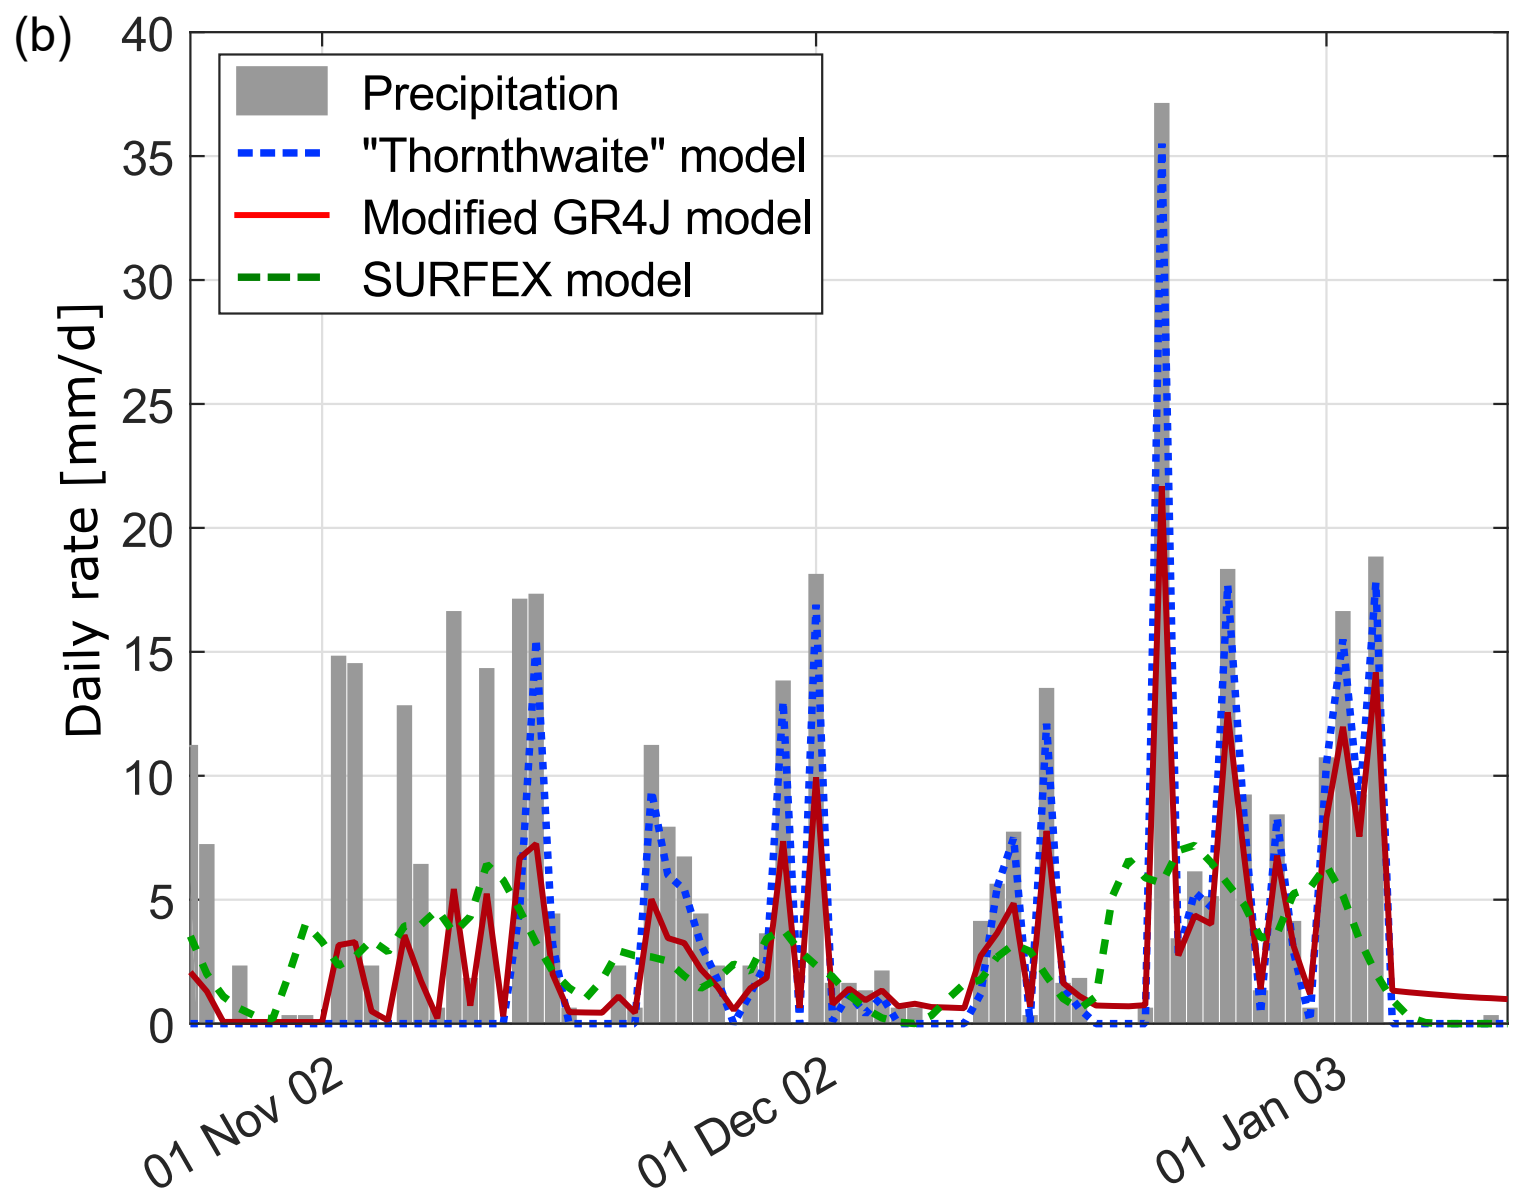 (b)
Precipitation
"Thornthwaite" model
Modified GR4J model
SURFEX model
Daily rate [mm/d]
40
35
30
25
20
15
10
5
0
01 Nov 02
01 Dec 02
01 Jan 03